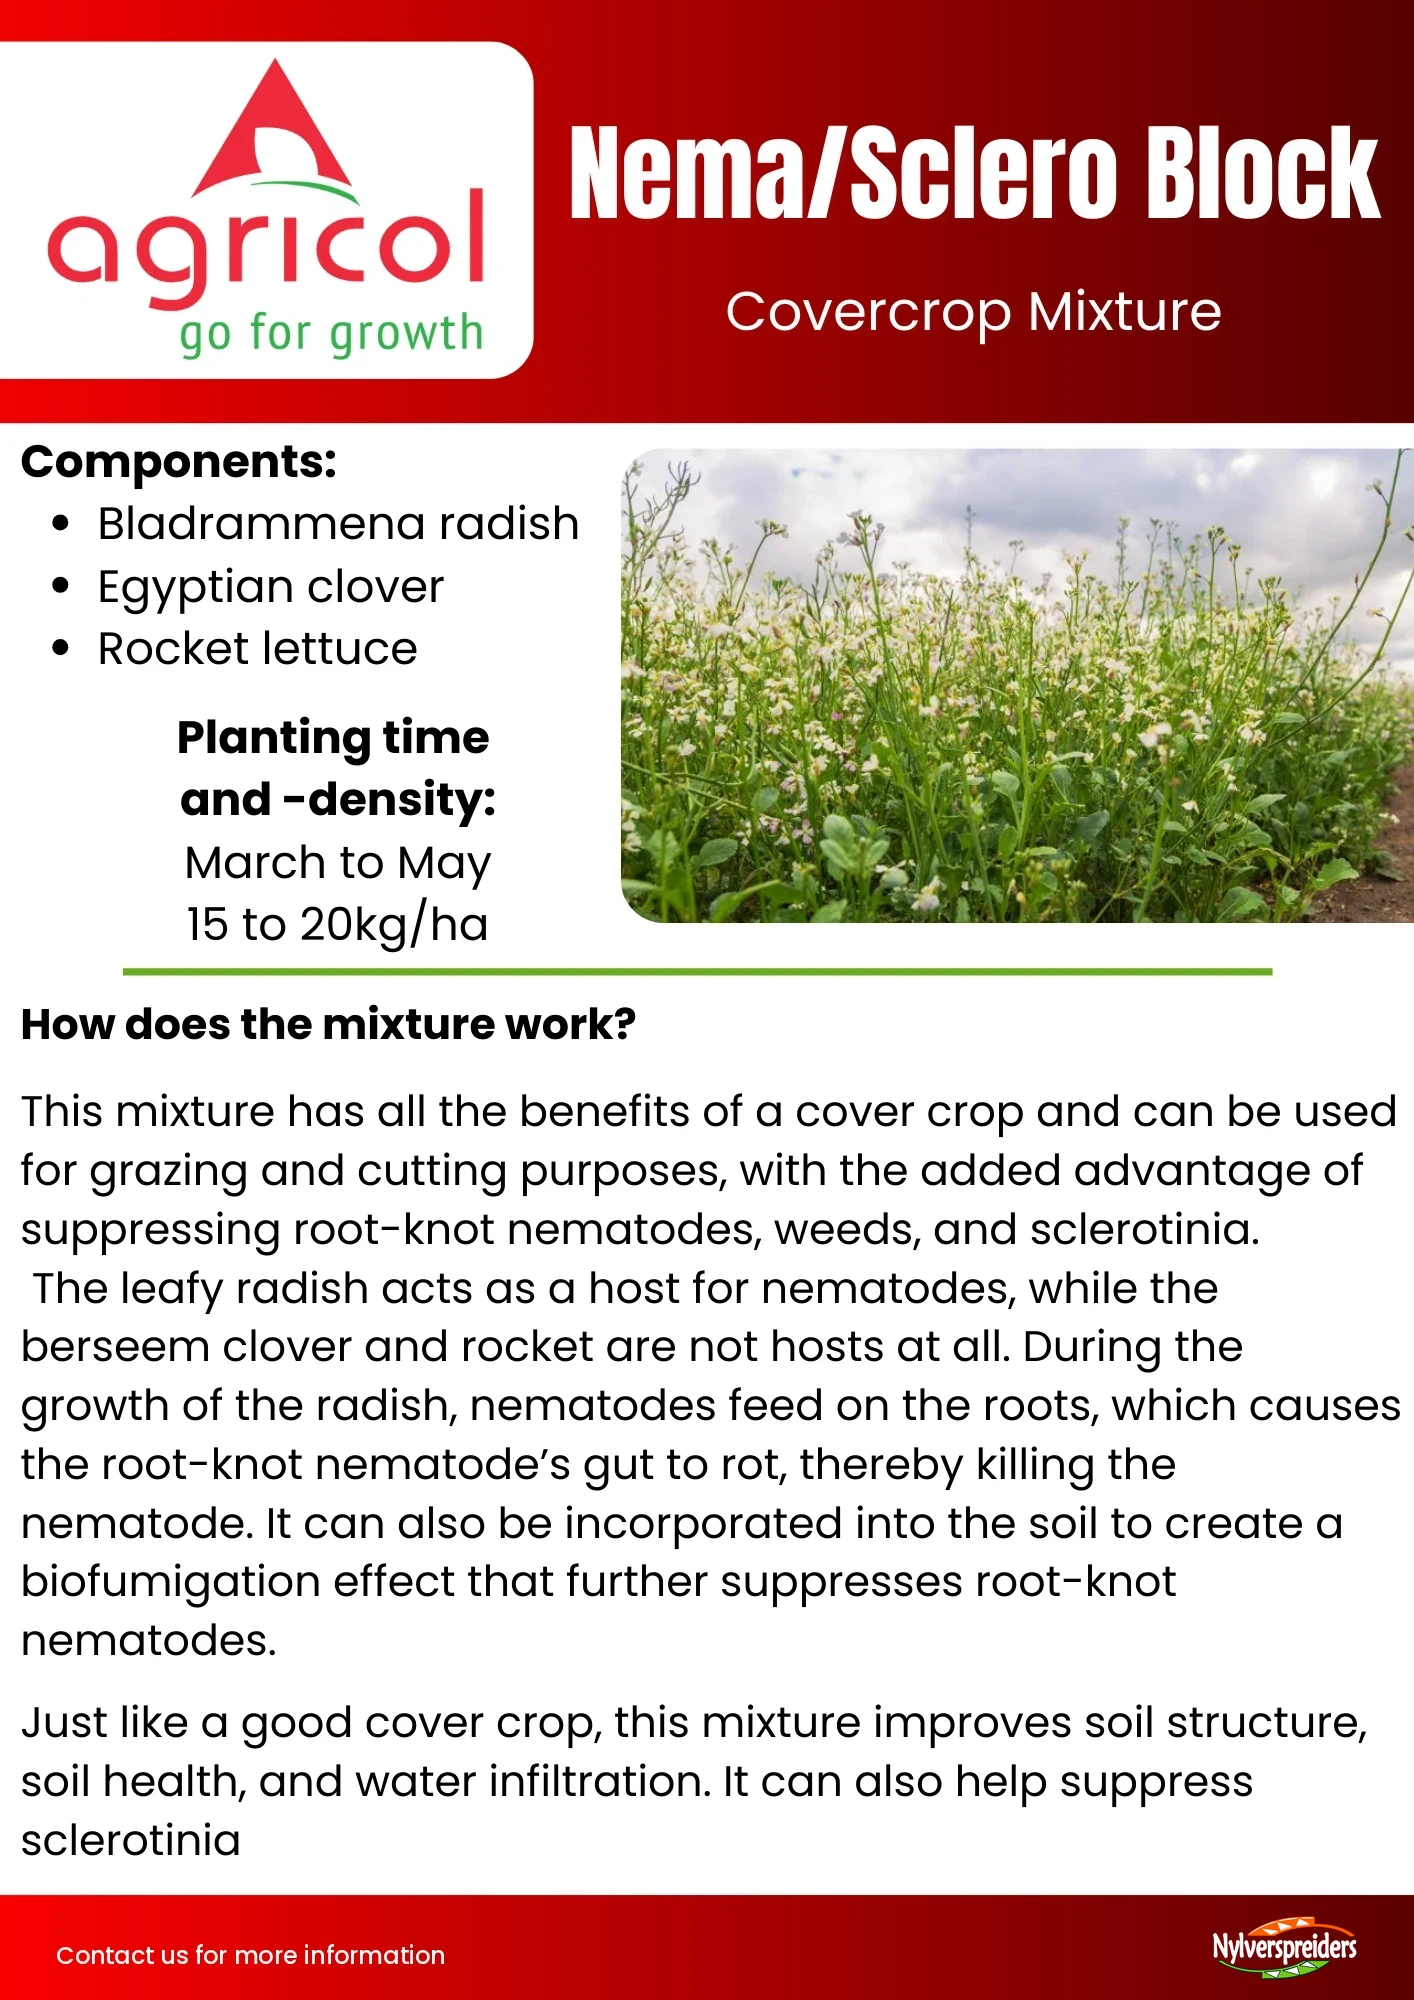 agricol
go for growth
Nema/Sclero Block
Covercrop Mixture
Components:
• Bladrammena radish
• Egyptian clover
• Rocket lettuce
Planting time
and -density:
March to May
15 to 20kg/ha
How does the mixture work?
This mixture has all the benefits of a cover crop and can be used
for grazing and cutting purposes, with the added advantage of
suppressing root-knot nematodes, weeds, and sclerotinia.
The leafy radish acts as a host for nematodes, while the
berseem clover and rocket are not hosts at all. During the
growth of the radish, nematodes feed on the roots, which causes
the root-knot nematode’s gut to rot, thereby killing the
nematode. It can also be incorporated into the soil to create a
biofumigation effect that further suppresses root-knot
nematodes.
Just like a good cover crop, this mixture improves soil structure,
soil health, and water infiltration. It can also help suppress
sclerotinia
Contact us for more information
Nylverspreiders